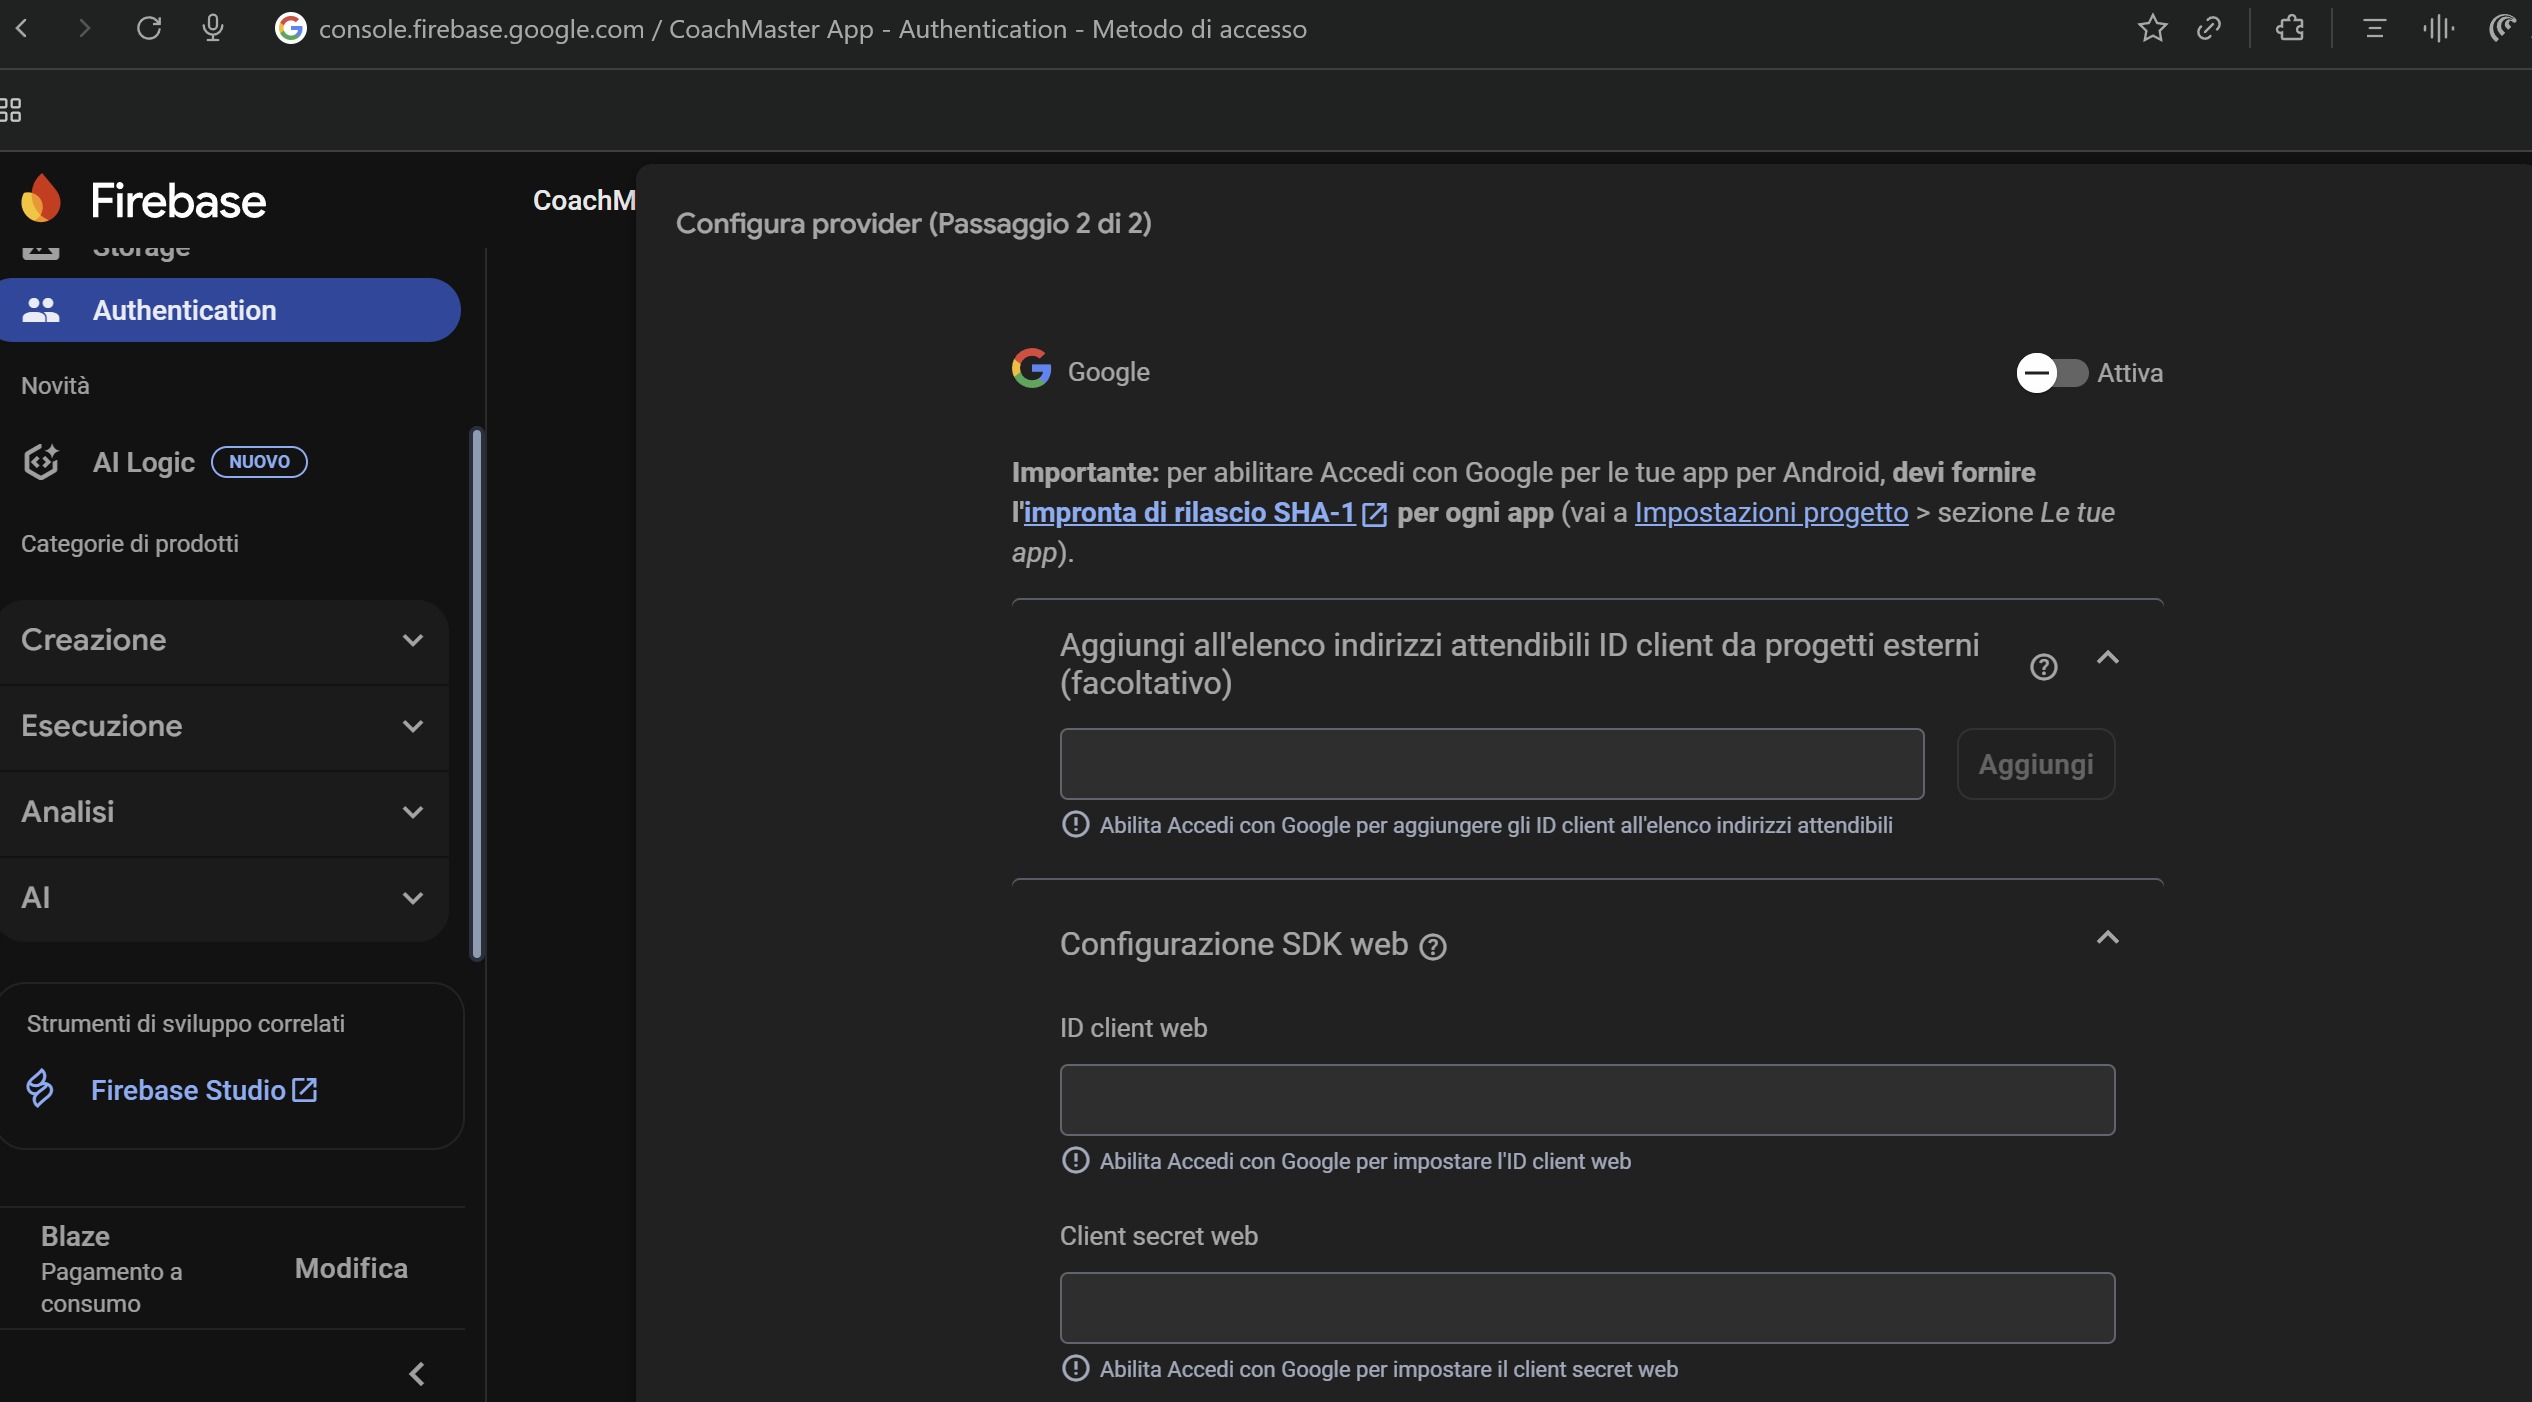 console.firebase.google.com / CoachMaster App - Authentication - Metodo di accesso
Firebase
CoachM
Storage
Authentication
Novità
AI Logic NUOVO
Categorie di prodotti
Creazione
Esecuzione
Analisi
AI
Strumenti di sviluppo correlati
Firebase Studio
Blaze
Pagamento a
consumo
Modifica
Configura provider (Passaggio 2 di 2)
Google
Attiva
Importante: per abilitare Accedi con Google per le tue app per Android, devi fornire
l'impronta di rilascio SHA-1 per ogni app (vai a Impostazioni progetto > sezione Le tue
app).
Aggiungi all'elenco indirizzi attendibili ID client da progetti esterni
(facoltativo)
Aggiungi
Abilita Accedi con Google per aggiungere gli ID client all'elenco indirizzi attendibili
Configurazione SDK web
ID client web
Abilita Accedi con Google per impostare l'ID client web
Client secret web
Abilita Accedi con Google per impostare il client secret web